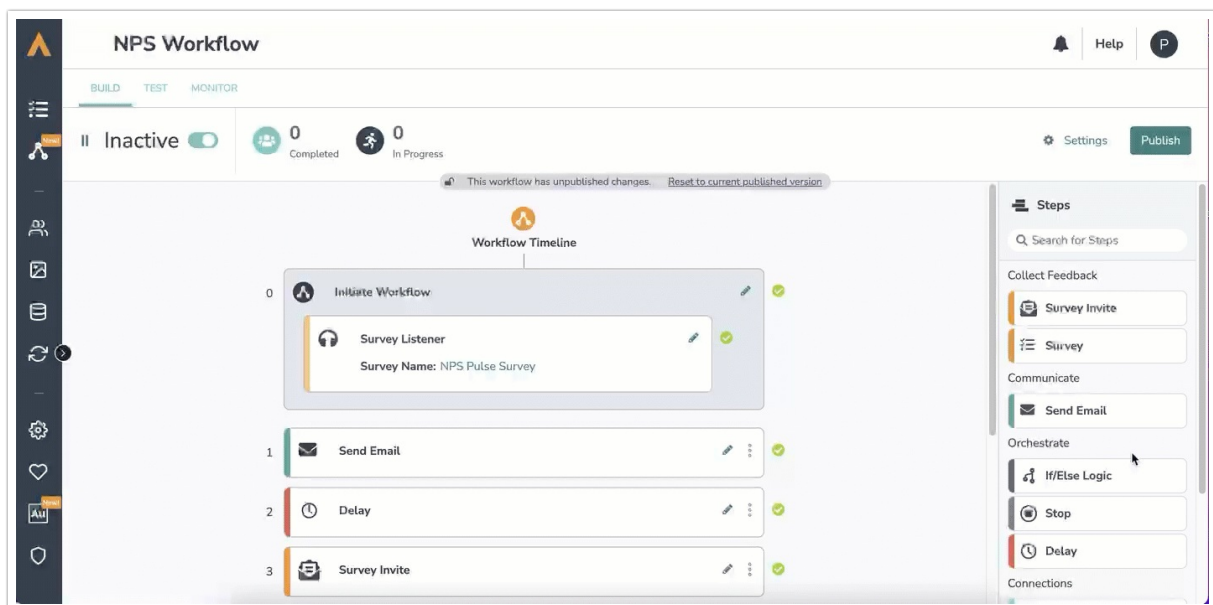 NPS Workflow
Help
P
BUILD TEST MONITOR
New!
Inactive
0
Completed
0
In Progress
Settings
Publish
This workflow has unpublished changes. Reset to current published version
Workflow Timeline
0 Initiate Workflow
Survey Listener
Survey Name: NPS Pulse Survey
1 Send Email
2 Delay
3 Survey Invite
Steps
Search for Steps
Collect Feedback
Survey Invite
Survey
Communicate
Send Email
Orchestrate
If/Else Logic
Stop
Delay
Connections
New!
Au